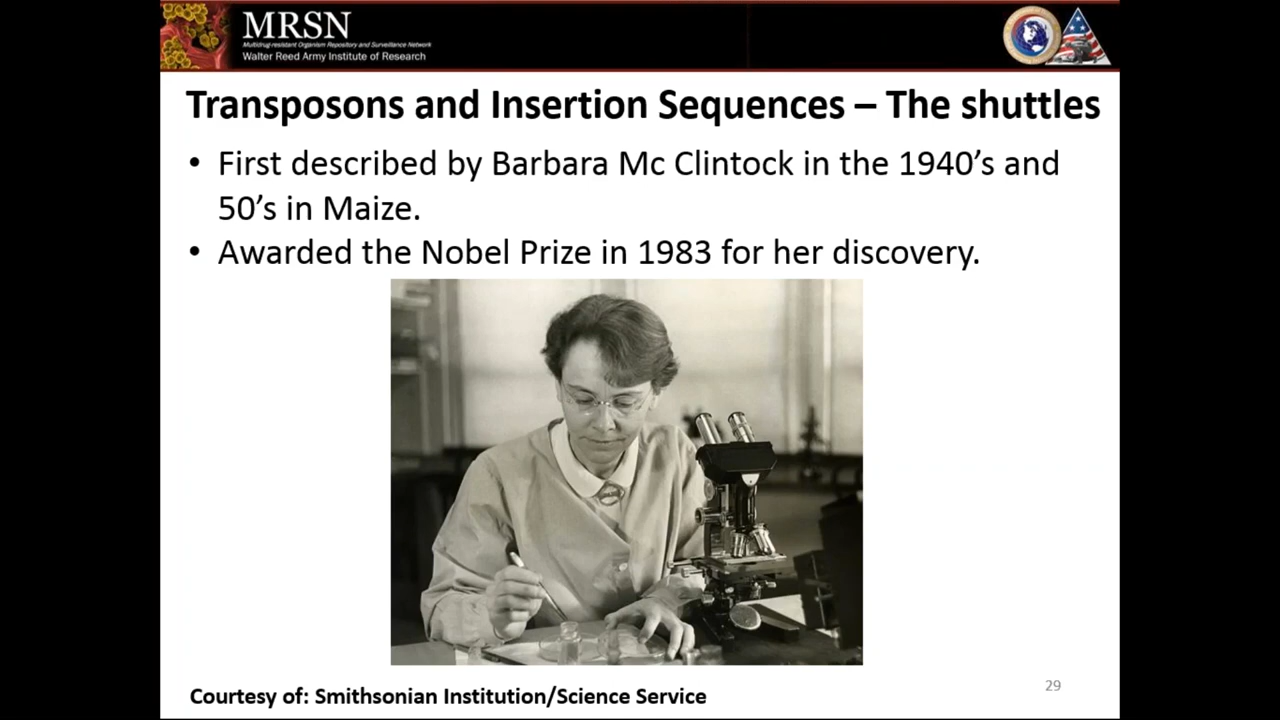 MRSN
Multidrug-resistant Organism Repository and Surveillance Network
Walter Reed Army Institute of Research
Transposons and Insertion Sequences – The shuttles
• First described by Barbara Mc Clintock in the 1940’s and
50’s in Maize.
• Awarded the Nobel Prize in 1983 for her discovery.
Courtesy of: Smithsonian Institution/Science Service
29